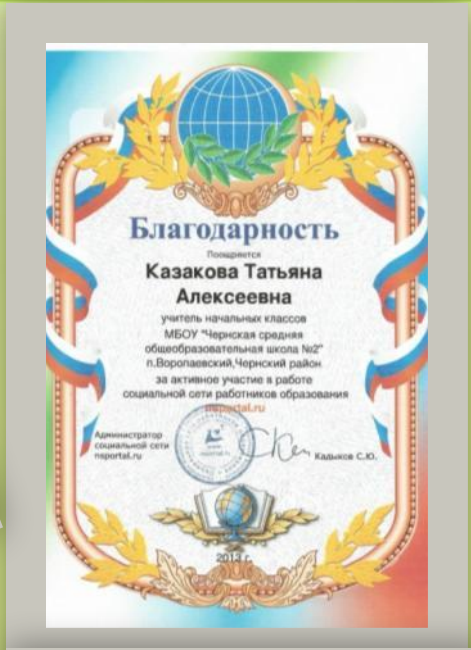 Благодарность
Поощряется
Казакова Татьяна
Алексеевна
учитель начальных классов
МБОУ "Чернская средняя
общеобразовательная школа №2"
п.Воропаевский,Чернский район
за активное участие в работе
социальной сети работников образования
nsportal.ru
Администратор
социальной сети
nsportal.ru
Кадыков С.Ю.
2013 г.